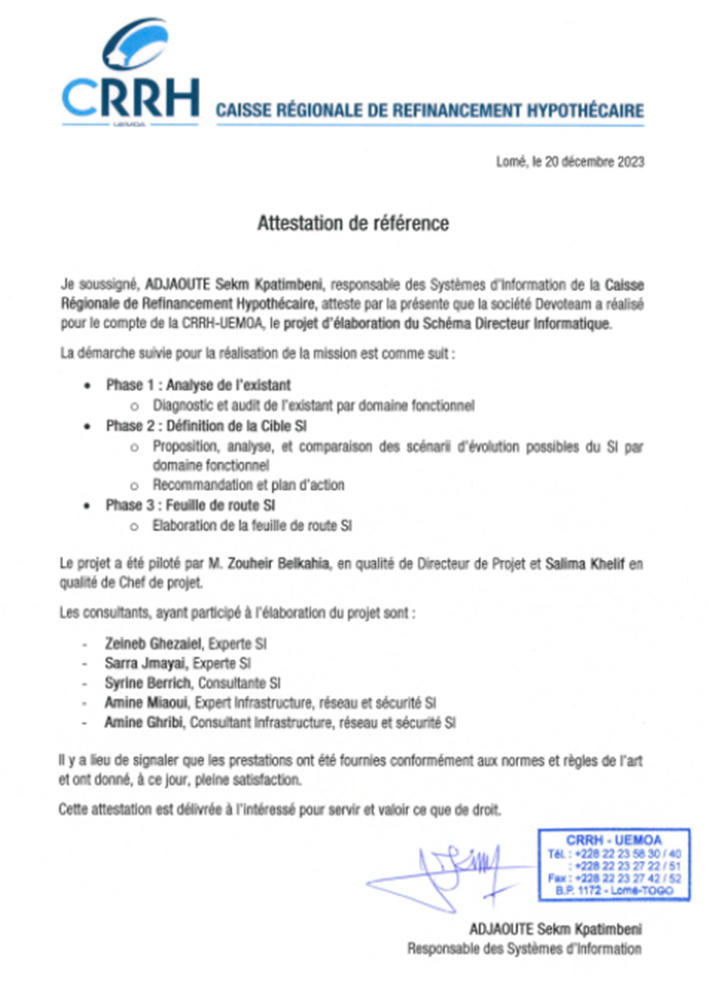 CRRH
UEMOA
CAISSE RÉGIONALE DE REFINANCEMENT HYPOTHÉCAIRE
Lomé, le 20 décembre 2023
Attestation de référence
Je soussigné, ADJAOUTE Sekm Kpatimbeni, responsable des Systèmes d'Information de la Caisse
Régionale de Refinancement Hypothécaire, atteste par la présente que la société Devoteam a réalisé
pour le compte de la CRRH-UEMOA, le projet d'élaboration du Schéma Directeur Informatique.
La démarche suivie pour la réalisation de la mission est comme suit :
• Phase 1 : Analyse de l'existant
o Diagnostic et audit de l'existant par domaine fonctionnel
• Phase 2 : Définition de la Cible SI
o Proposition, analyse, et comparaison des scénarii d'évolution possibles du SI par
domaine fonctionnel
o Recommandation et plan d'action
• Phase 3 : Feuille de route SI
o Elaboration de la feuille de route SI
Le projet a été piloté par M. Zouheir Belkahia, en qualité de Directeur de Projet et Salima Khelif en
qualité de Chef de projet.
Les consultants, ayant participé à l'élaboration du projet sont :
- Zeineb Ghezaiel, Experte SI
- Sarra Jmayai, Experte SI
- Syrine Berrich, Consultante SI
- Amine Miaoui, Expert Infrastructure, réseau et sécurité SI
- Amine Ghribi, Consultant Infrastructure, réseau et sécurité SI
Il y a lieu de signaler que les prestations ont été fournies conformément aux normes et règles de l'art
et ont donné, à ce jour, pleine satisfaction.
Cette attestation est délivrée à l'intéressé pour servir et valoir ce que de droit.
CRRH - UEMOA
Tél. : +228 22 23 58 30 / 40
: +228 22 23 27 22 / 51
Fax : +228 22 23 27 42 / 52
B.P. 1172 - Lomé-TOGO
ADJAOUTE Sekm Kpatimbeni
Responsable des Systèmes d'Information